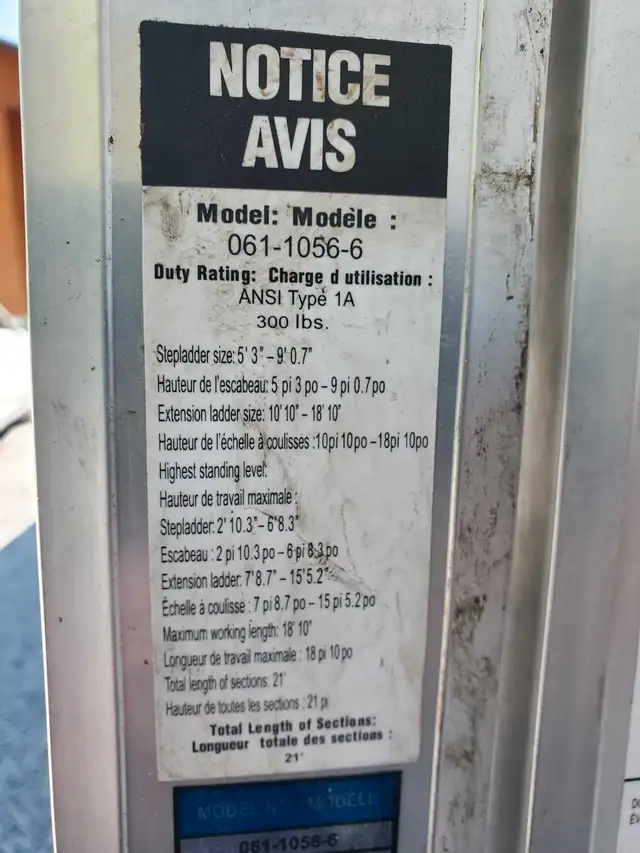 NOTICE
AVIS
Model: Modèle :
061-1056-6
Duty Rating: Charge d utilisation :
ANSI Type 1A
300 lbs.
Stepladder size: 5' 3" – 9' 0.7"
Hauteur de l'escabeau: 5 pi 3 po – 9 pi 0.7 po
Extension ladder size: 10' 10" – 18' 10"
Hauteur de l'échelle à coulisses :10pi 10po –18pi 10po
Highest standing level:
Hauteur de travail maximale :
Stepladder: 2' 10.3" – 6'8.3"
Escabeau : 2 pi 10.3 po – 6 pi 8.3 po
Extension ladder: 7' 8.7" – 15'5.2"
Échelle à coulisse : 7 pi 8.7 po – 15 pi 5.2 po
Maximum working length: 18' 10"
Longueur de travail maximale : 18 pi 10 po
Total length of sections: 21'
Hauteur de toutes les sections : 21 pi
Total Length of Sections:
Longueur totale des sections :
21'
MODEL MODÈLE
061-1056-6